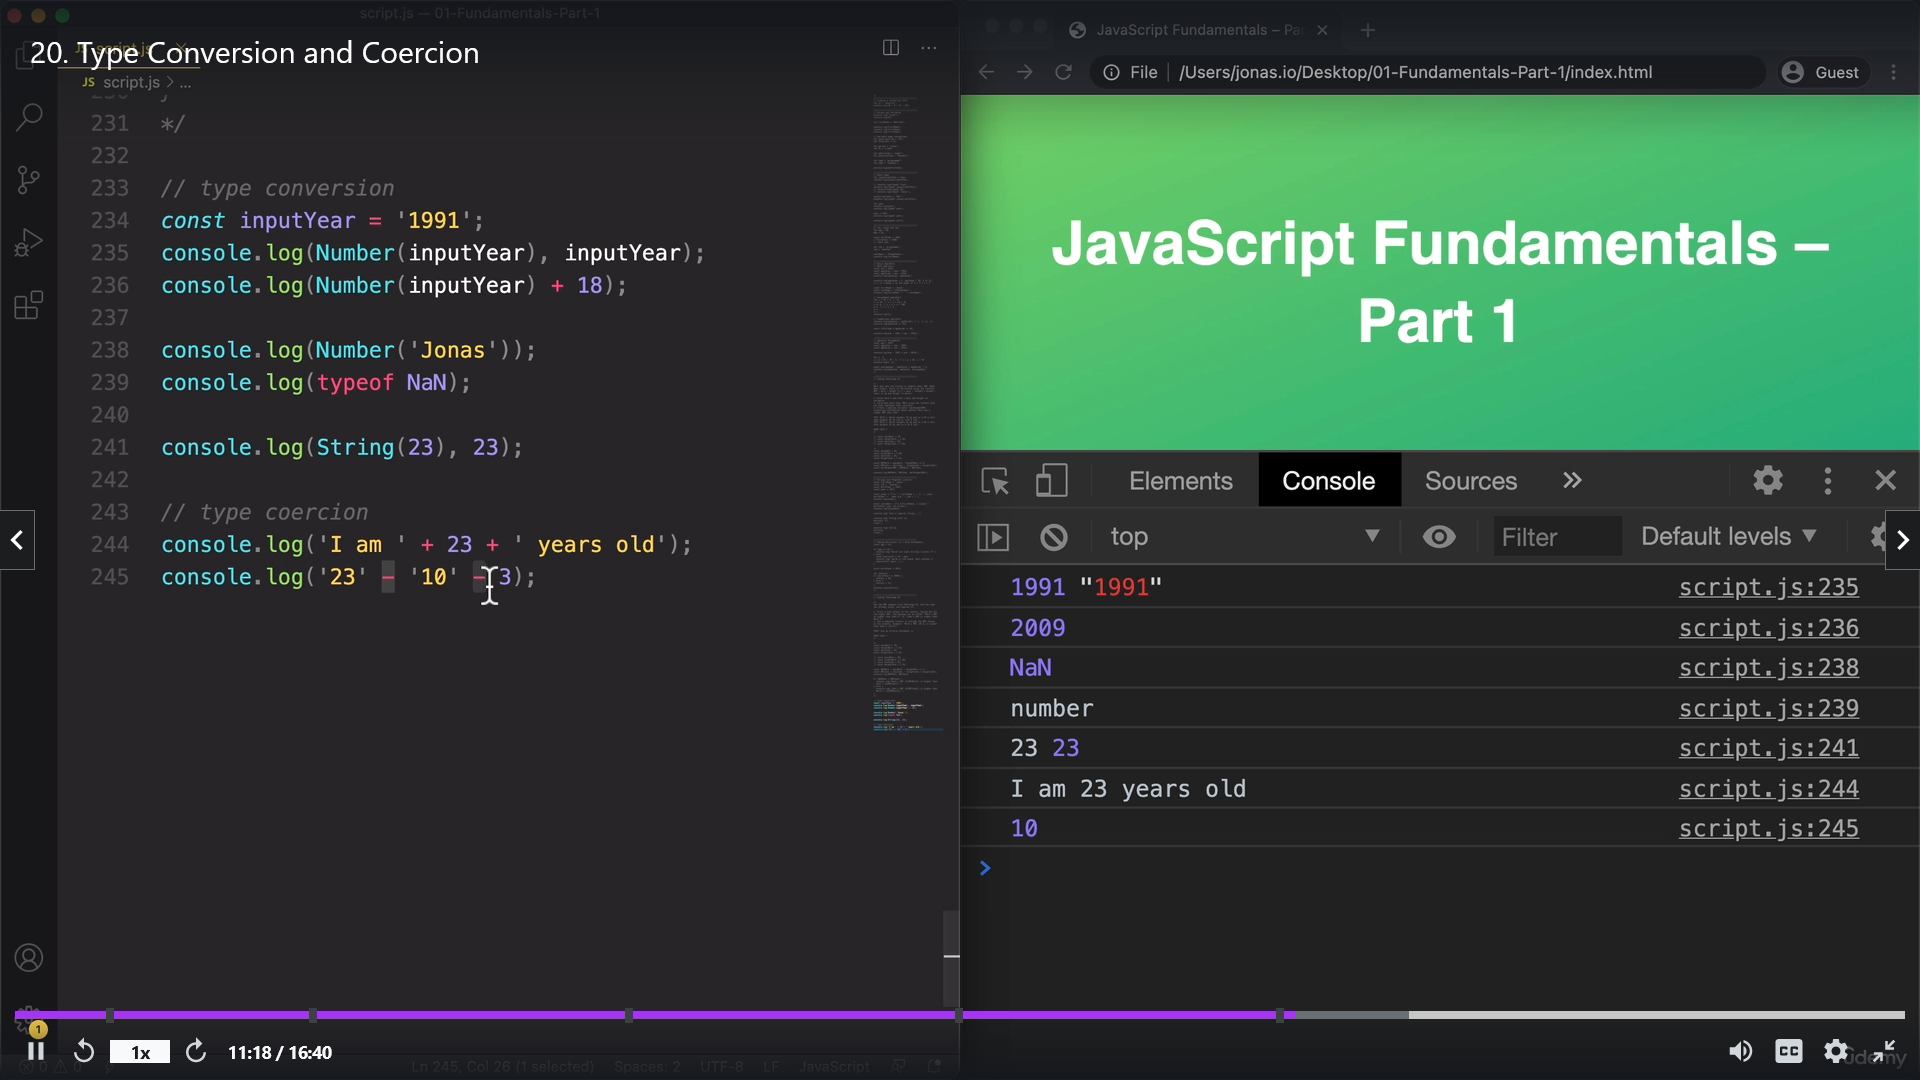 script.js — 01-Fundamentals-Part-1
20. Type Conversion and Coercion
JS script.js > ...
231 */
232
233 // type conversion
234 const inputYear = '1991';
235 console.log(Number(inputYear), inputYear);
236 console.log(Number(inputYear) + 18);
237
238 console.log(Number('Jonas'));
239 console.log(typeof NaN);
240
241 console.log(String(23), 23);
242
243 // type coercion
244 console.log('I am ' + 23 + ' years old');
245 console.log('23' - '10' - 3);
JavaScript Fundamentals – Pa
File | /Users/jonas.io/Desktop/01-Fundamentals-Part-1/index.html
Guest
JavaScript Fundamentals –
Part 1
Elements Console Sources »
top Filter Default levels
1991 "1991" script.js:235
2009 script.js:236
NaN script.js:238
number script.js:239
23 23 script.js:241
I am 23 years old script.js:244
10 script.js:245
>
1
1x 11:18 / 16:40
CC
udemy
Ln 245, Col 26 (1 selected) Spaces: 2 UTF-8 LF JavaScript